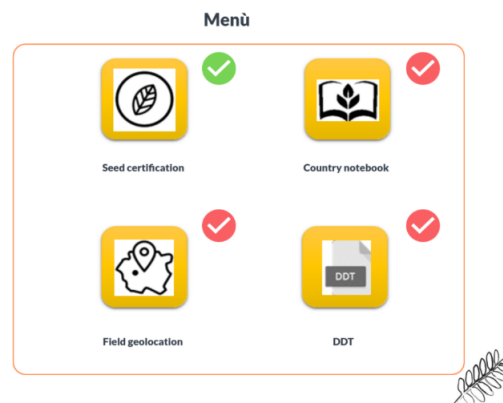 Menù
Seed certification
Country notebook
Field geolocation
DDT
DDT